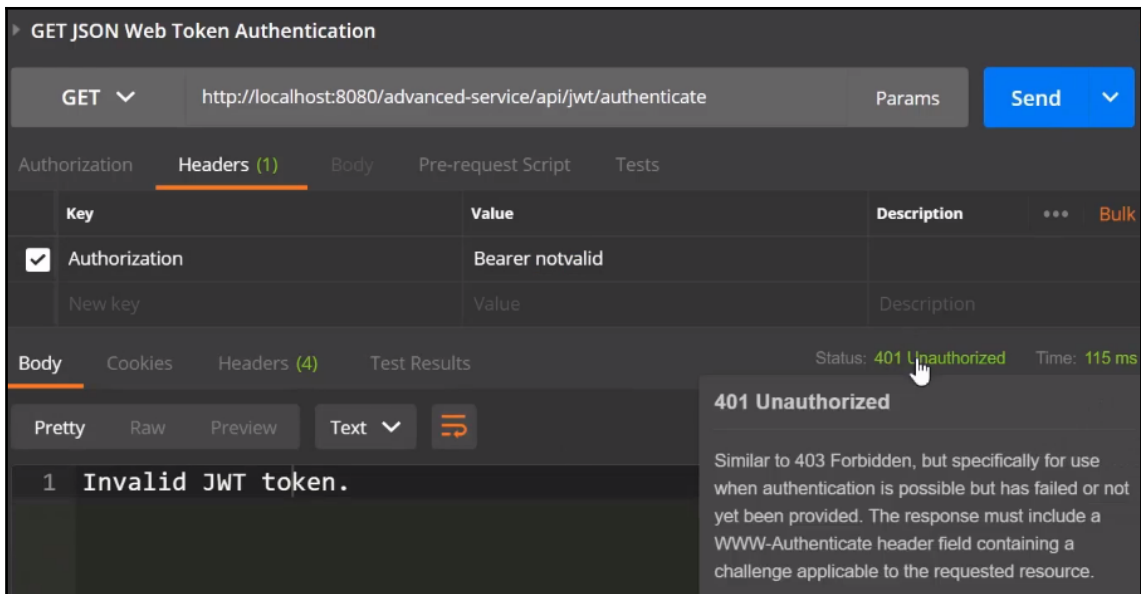 GET JSON Web Token Authentication
GET http://localhost:8080/advanced-service/api/jwt/authenticate Params Send
Authorization Headers (1) Body Pre-request Script Tests
Key Value Description ••• Bulk
Authorization Bearer notvalid
New key Value Description
Body Cookies Headers (4) Test Results Status: 401 Unauthorized Time: 115 ms
401 Unauthorized
Pretty Raw Preview Text
Similar to 403 Forbidden, but specifically for use
when authentication is possible but has failed or not
yet been provided. The response must include a
WWW-Authenticate header field containing a
challenge applicable to the requested resource.
1 Invalid JWT token.